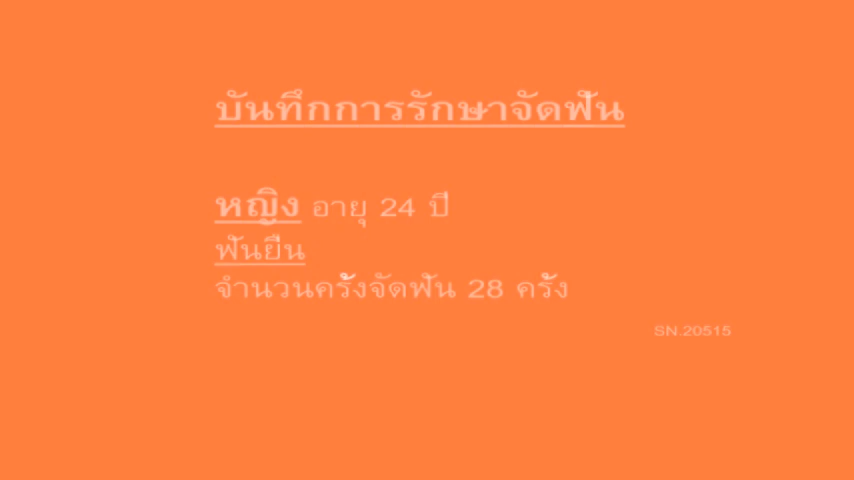 บันทึกการรักษาจัดฟัน
หญิง อายุ 24 ปี
ฟันยื่น
จำนวนครั้งจัดฟัน 28 ครั้ง
SN.20515